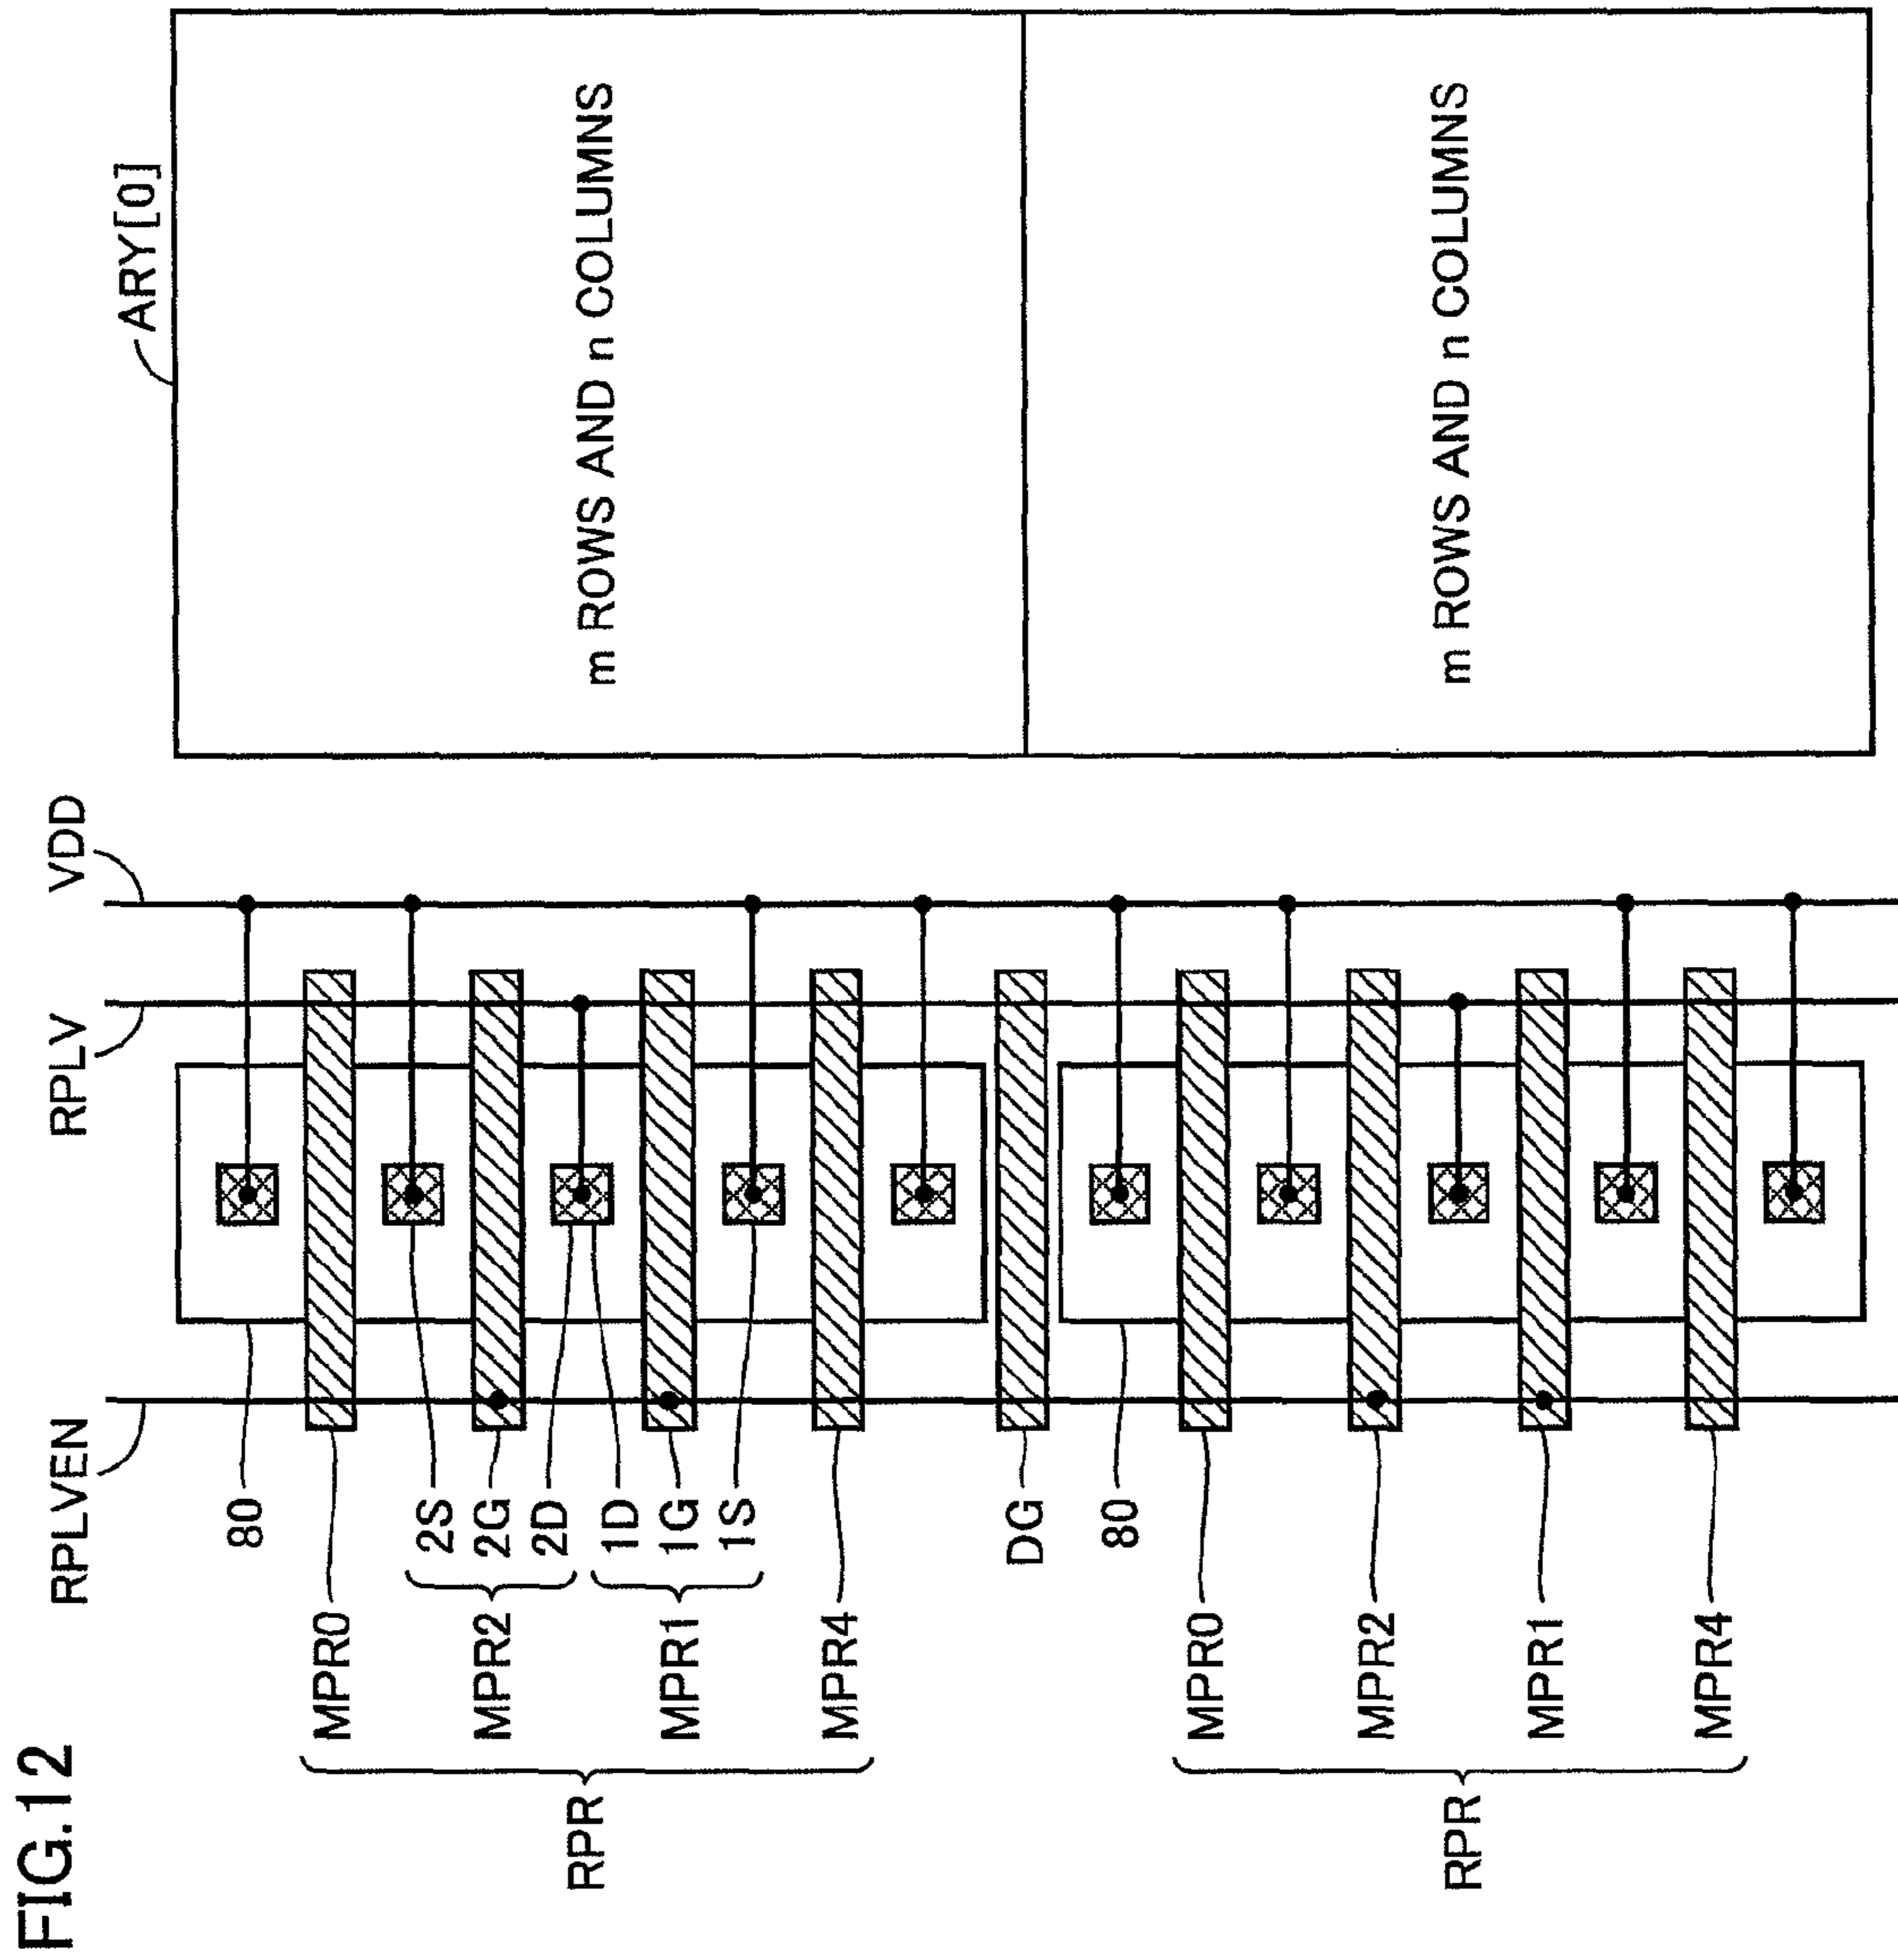 FIG.12
ARY[0]
m ROWS AND n COLUMNS
m ROWS AND n COLUMNS
VDD
RPLV
RPLVEN
80
2S
2G
2D
1D
1G
1S
DG
80
MPR0
MPR2
MPR1
MPR4
MPR0
MPR2
MPR1
MPR4
RPR
RPR